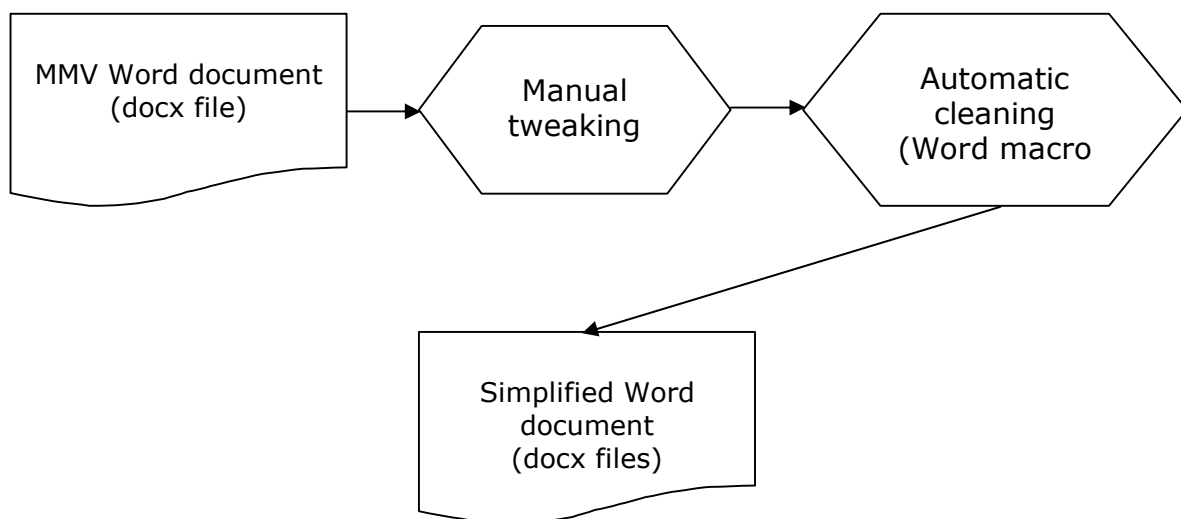 MMV Word document
(docx file)
Manual
tweaking
Automatic
cleaning
(Word macro
Simplified Word
document
(docx files)